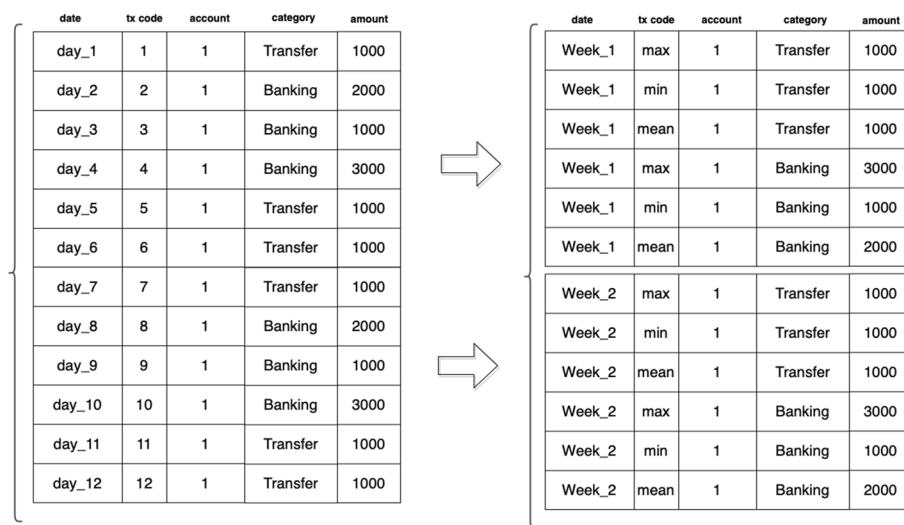 date tx code account category amount
day_1 1 1 Transfer 1000
day_2 2 1 Banking 2000
day_3 3 1 Banking 1000
day_4 4 1 Banking 3000
day_5 5 1 Transfer 1000
day_6 6 1 Transfer 1000
day_7 7 1 Transfer 1000
day_8 8 1 Banking 2000
day_9 9 1 Banking 1000
day_10 10 1 Banking 3000
day_11 11 1 Transfer 1000
day_12 12 1 Transfer 1000
date tx code account category amount
Week_1 max 1 Transfer 1000
Week_1 min 1 Transfer 1000
Week_1 mean 1 Transfer 1000
Week_1 max 1 Banking 3000
Week_1 min 1 Banking 1000
Week_1 mean 1 Banking 2000
Week_2 max 1 Transfer 1000
Week_2 min 1 Transfer 1000
Week_2 mean 1 Transfer 1000
Week_2 max 1 Banking 3000
Week_2 min 1 Banking 1000
Week_2 mean 1 Banking 2000